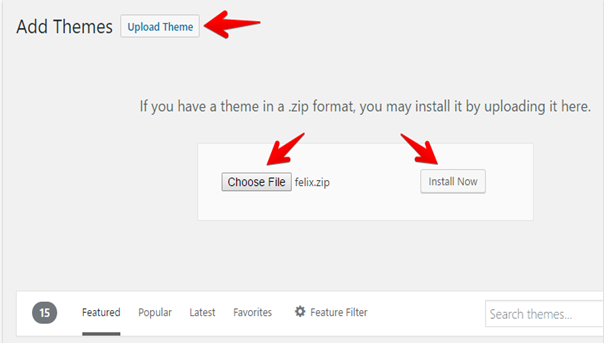 Add Themes Upload Theme
If you have a theme in a .zip format, you may install it by uploading it here.
Choose File felix.zip Install Now
15 Featured Popular Latest Favorites Feature Filter Search themes...